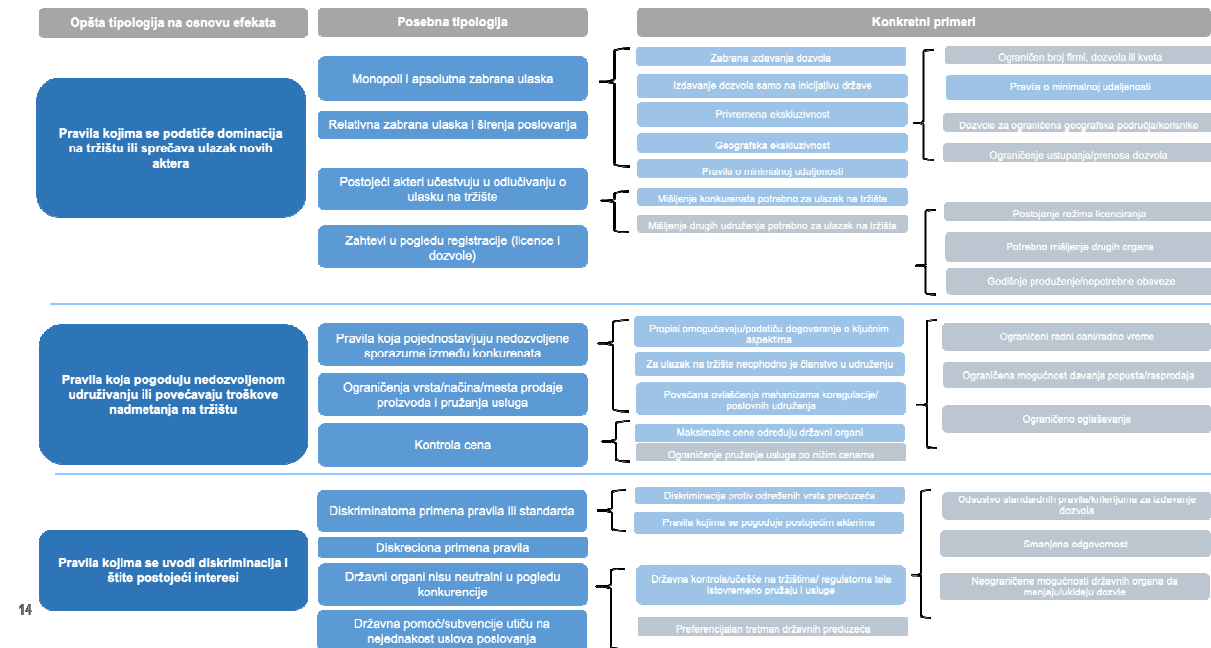 Opšta tipologija na osnovu efekata
Posebna tipologija
Konkretni primeri
Pravila kojima se podstiče dominacija
na tržištu ili sprečava ulazak novih
aktera
Monopoli i apsolutna zabrana ulaska
Relativna zabrana ulaska i širenja poslovanja
Postojeći akteri učestvuju u odlučivanju o
ulasku na tržište
Zahtevi u pogledu registracije (licence i
dozvole)
Zabrana izdavanja dozvola
Izdavanje dozvola samo na inicijativu države
Privremena ekskluzivnost
Geografska ekskluzivnost
Pravila o minimalnoj udaljenosti
Mišljenje konkurenata potrebno za ulazak na tržište
Mišljenje drugih udruženja potrebno za ulazak na tržište
Ograničen broj firmi, dozvola ili kvota
Pravila o minimalnoj udaljenosti
Dozvole za ograničena geografska područja/korisnike
Ograničenje ustupanja/prenosa dozvola
Postojanje režima licenciranja
Potrebno mišljenje drugih organa
Godišnje produženje/nepotrebne obaveze
Pravila koja pogoduju nedozvoljenom
udruživanju ili povećavaju troškove
nadmetanja na tržištu
Pravila koja pojednostavljuju nedozvoljene
sporazume između konkurenata
Ograničenja vrsta/načina/mesta prodaje
proizvoda i pružanja usluga
Kontrola cena
Propisi omogućavaju/podstiču dogovaranje o ključnim
aspektima
Za ulazak na tržište neophodno je članstvo u udruženju
Povećana ovlašćenja mehanizama koregulacije/
poslovnih udruženja
Maksimalne cene određuju državni organi
Ograničenje pružanja usluga po nižim cenama
Ograničeni radni dani/radno vreme
Ograničena mogućnost davanja popusta/rasprodaja
Ograničeno oglašavanje
Pravila kojima se uvodi diskriminacija i
štite postojeći interesi
Diskriminatorna primena pravila ili standarda
Diskreciona primena pravila
Državni organi nisu neutralni u pogledu
konkurencije
Državna pomoć/subvencije utiču na
nejednakost uslova poslovanja
Diskriminacija protiv određenih vrsta preduzeća
Pravila kojima se pogoduje postojećim akterima
Državna kontrola/učešće na tržištima/ regulatorna tela
istovremeno pružaju i usluge
Preferencijalan tretman državnih preduzeća
Odsustvo standardnih pravila/kriterijuma za izdavanje
dozvola
Smanjena odgovornost
Neograničene mogućnosti državnih organa da
menjaju/ukidaju dozvle
14